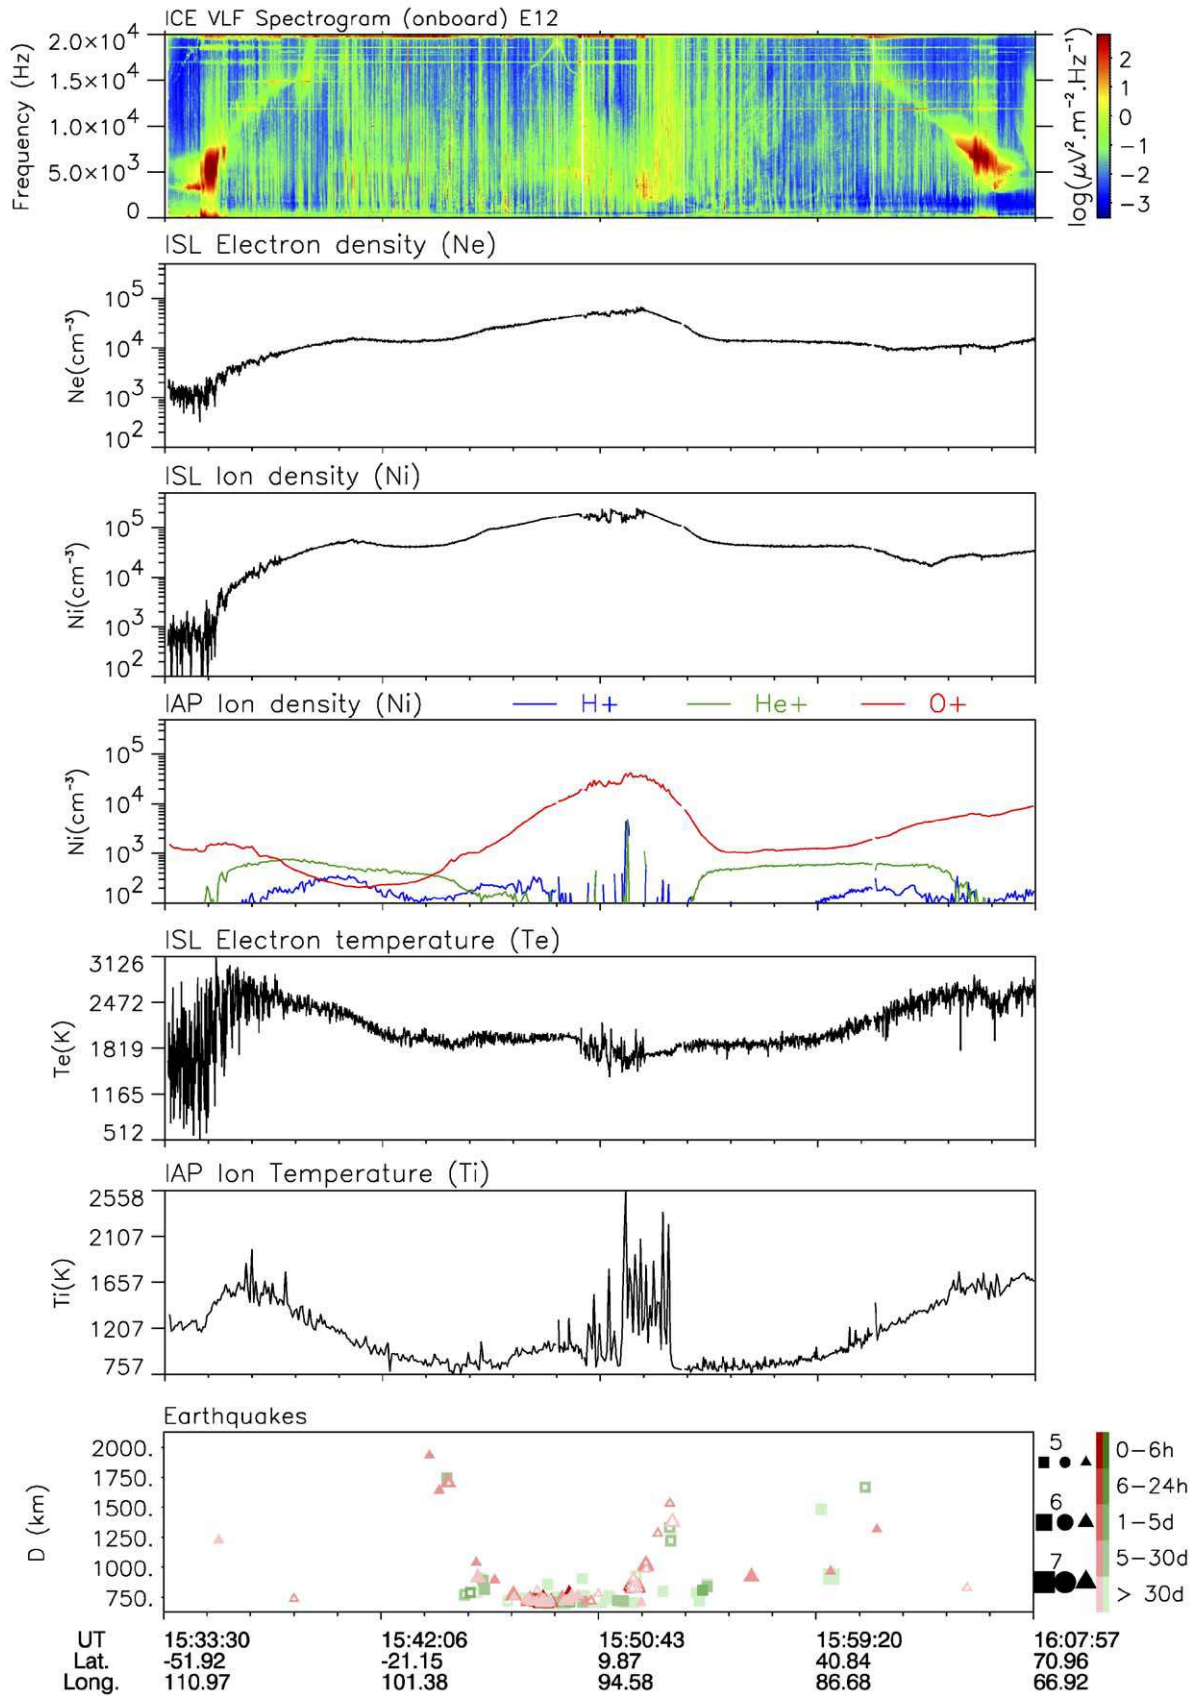 ICE VLF Spectrogram (onboard) E12
Frequency (Hz)
2.0×10⁴
1.5×10⁴
1.0×10⁴
5.0×10³
0
2
1
0
−1
−2
−3
log(μV².m⁻².Hz⁻¹)
ISL Electron density (Ne)
Ne(cm⁻³)
10⁵
10⁴
10³
10²
ISL Ion density (Ni)
Ni(cm⁻³)
10⁵
10⁴
10³
10²
IAP Ion density (Ni) H+ He+ O+
Ni(cm⁻³)
10⁵
10⁴
10³
10²
ISL Electron temperature (Te)
Te(K)
3126
2472
1819
1165
512
IAP Ion Temperature (Ti)
Ti(K)
2558
2107
1657
1207
757
Earthquakes
D (km)
2000.
1750.
1500.
1250.
1000.
750.
5
6
7
0−6h
6−24h
1−5d
5−30d
> 30d
UT 15:33:30 15:42:06 15:50:43 15:59:20 16:07:57
Lat. -51.92 -21.15 9.87 40.84 70.96
Long. 110.97 101.38 94.58 86.68 66.92